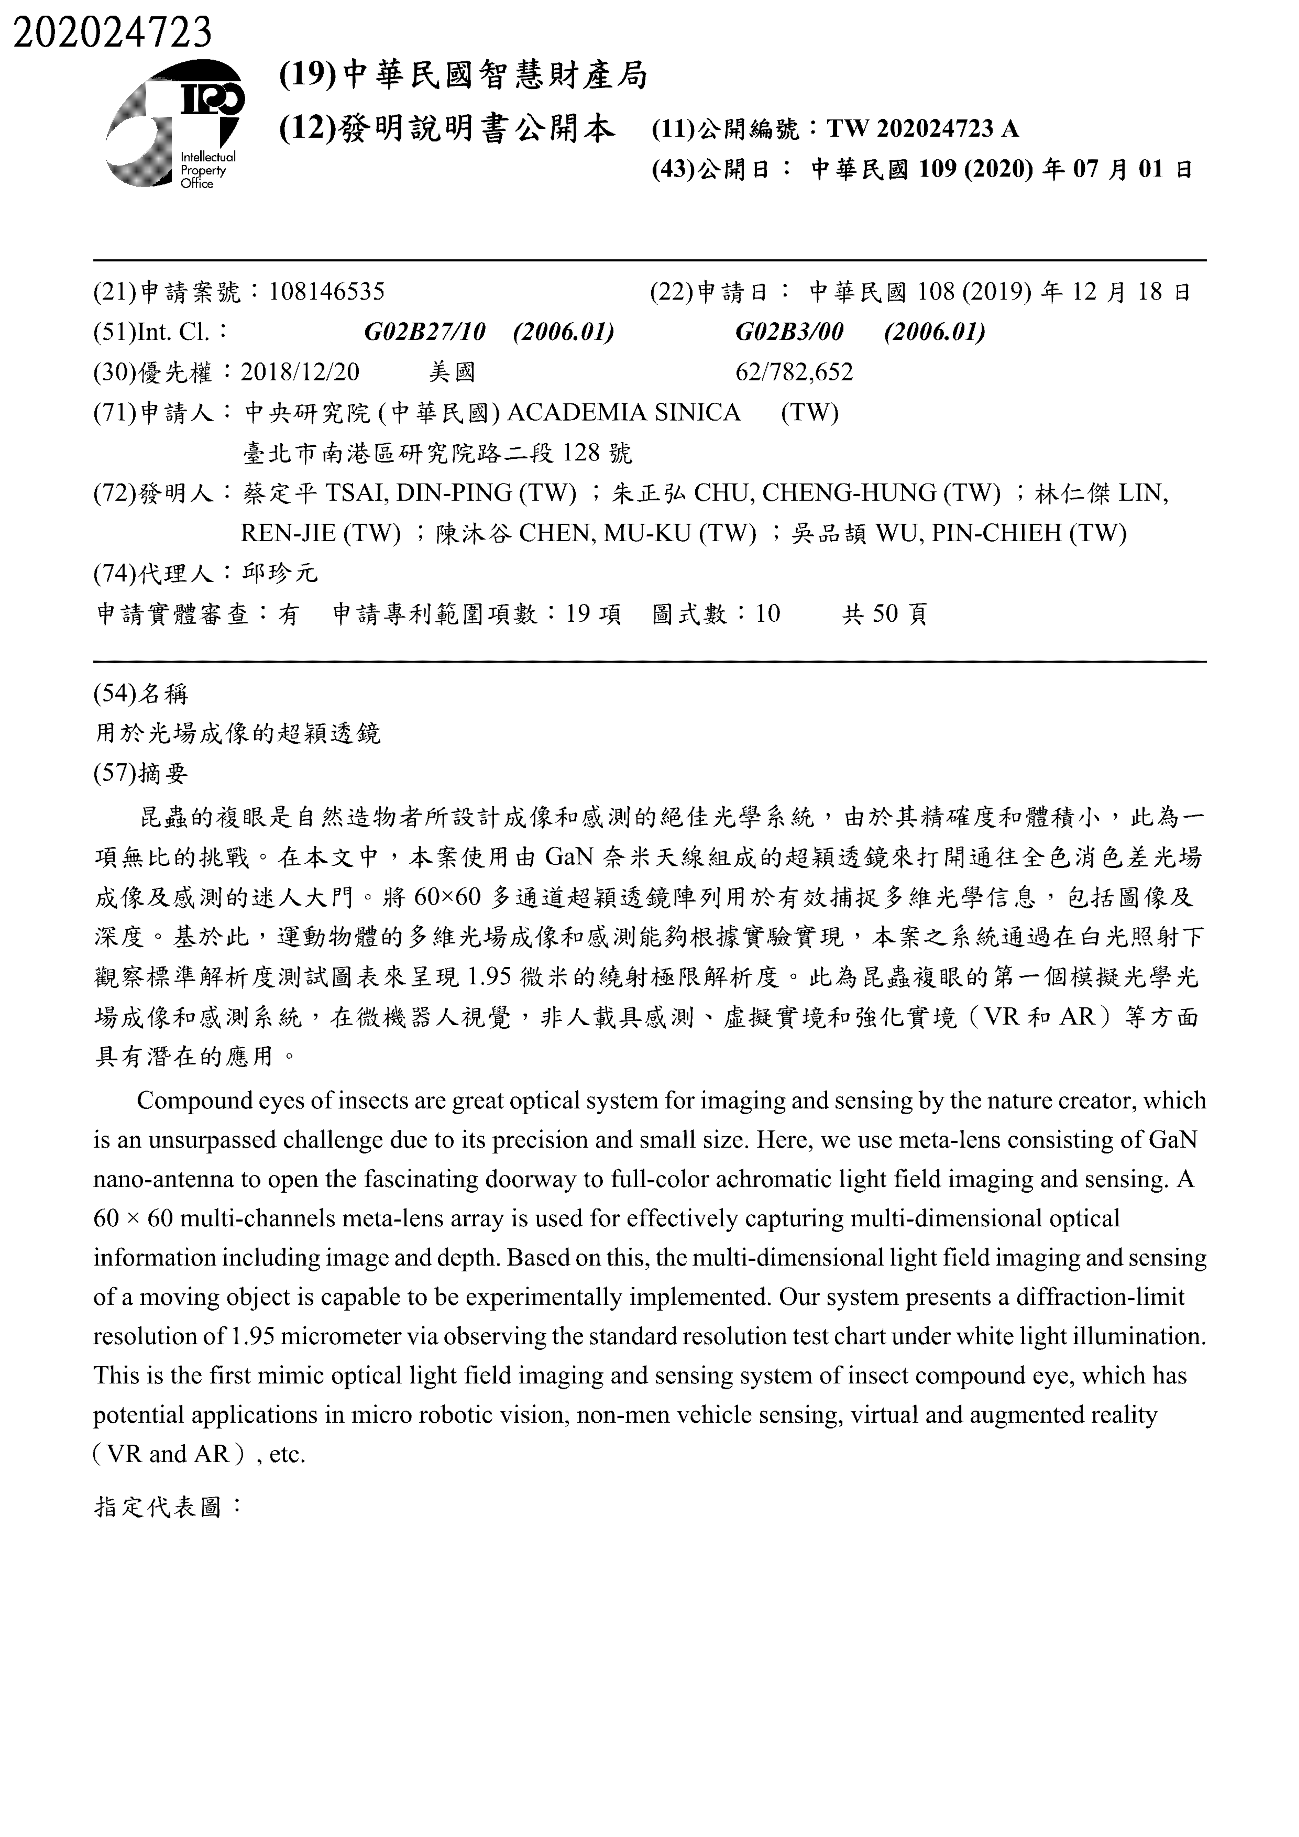 202024723
IPO
Intellectual
Property
Office
(19)中華民國智慧財產局
(12)發明說明書公開本 (11)公開編號：TW 202024723 A
(43)公開日： 中華民國 109 (2020) 年 07 月 01 日
(21)申請案號：108146535 (22)申請日： 中華民國 108 (2019) 年 12 月 18 日
(51)Int. Cl.： G02B27/10 (2006.01) G02B3/00 (2006.01)
(30)優先權：2018/12/20 美國 62/782,652
(71)申請人：中央研究院 (中華民國) ACADEMIA SINICA (TW)
臺北市南港區研究院路二段 128 號
(72)發明人：蔡定平 TSAI, DIN-PING (TW) ；朱正弘 CHU, CHENG-HUNG (TW) ；林仁傑 LIN,
REN-JIE (TW) ；陳沐谷 CHEN, MU-KU (TW) ；吳品頡 WU, PIN-CHIEH (TW)
(74)代理人：邱珍元
申請實體審查：有 申請專利範圍項數：19 項 圖式數：10 共 50 頁
(54)名稱
用於光場成像的超穎透鏡
(57)摘要
昆蟲的複眼是自然造物者所設計成像和感測的絕佳光學系統，由於其精確度和體積小，此為一
項無比的挑戰。在本文中，本案使用由 GaN 奈米天線組成的超穎透鏡來打開通往全色消色差光場
成像及感測的迷人大門。將 60×60 多通道超穎透鏡陣列用於有效捕捉多維光學信息，包括圖像及
深度。基於此，運動物體的多維光場成像和感測能夠根據實驗實現，本案之系統通過在白光照射下
觀察標準解析度測試圖表來呈現 1.95 微米的繞射極限解析度。此為昆蟲複眼的第一個模擬光學光
場成像和感測系統，在微機器人視覺，非人載具感測、虛擬實境和強化實境（VR 和 AR）等方面
具有潛在的應用。
Compound eyes of insects are great optical system for imaging and sensing by the nature creator, which
is an unsurpassed challenge due to its precision and small size. Here, we use meta-lens consisting of GaN
nano-antenna to open the fascinating doorway to full-color achromatic light field imaging and sensing. A
60 × 60 multi-channels meta-lens array is used for effectively capturing multi-dimensional optical
information including image and depth. Based on this, the multi-dimensional light field imaging and sensing
of a moving object is capable to be experimentally implemented. Our system presents a diffraction-limit
resolution of 1.95 micrometer via observing the standard resolution test chart under white light illumination.
This is the first mimic optical light field imaging and sensing system of insect compound eye, which has
potential applications in micro robotic vision, non-men vehicle sensing, virtual and augmented reality
（VR and AR）, etc.
指定代表圖：